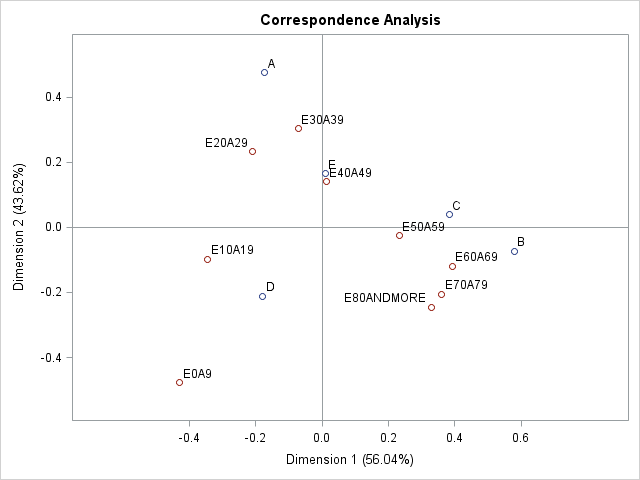 Correspondence Analysis
A
0.4
E30A39
E20A29
0.2
E
E40A49
C
0.0
E50A59
B
E10A19
E60A69
D
E70A79
-0.2
E80ANDMORE
-0.4
E0A9
Dimension 2 (43.62%)
-0.4
-0.2
0.0
0.2
0.4
0.6
Dimension 1 (56.04%)